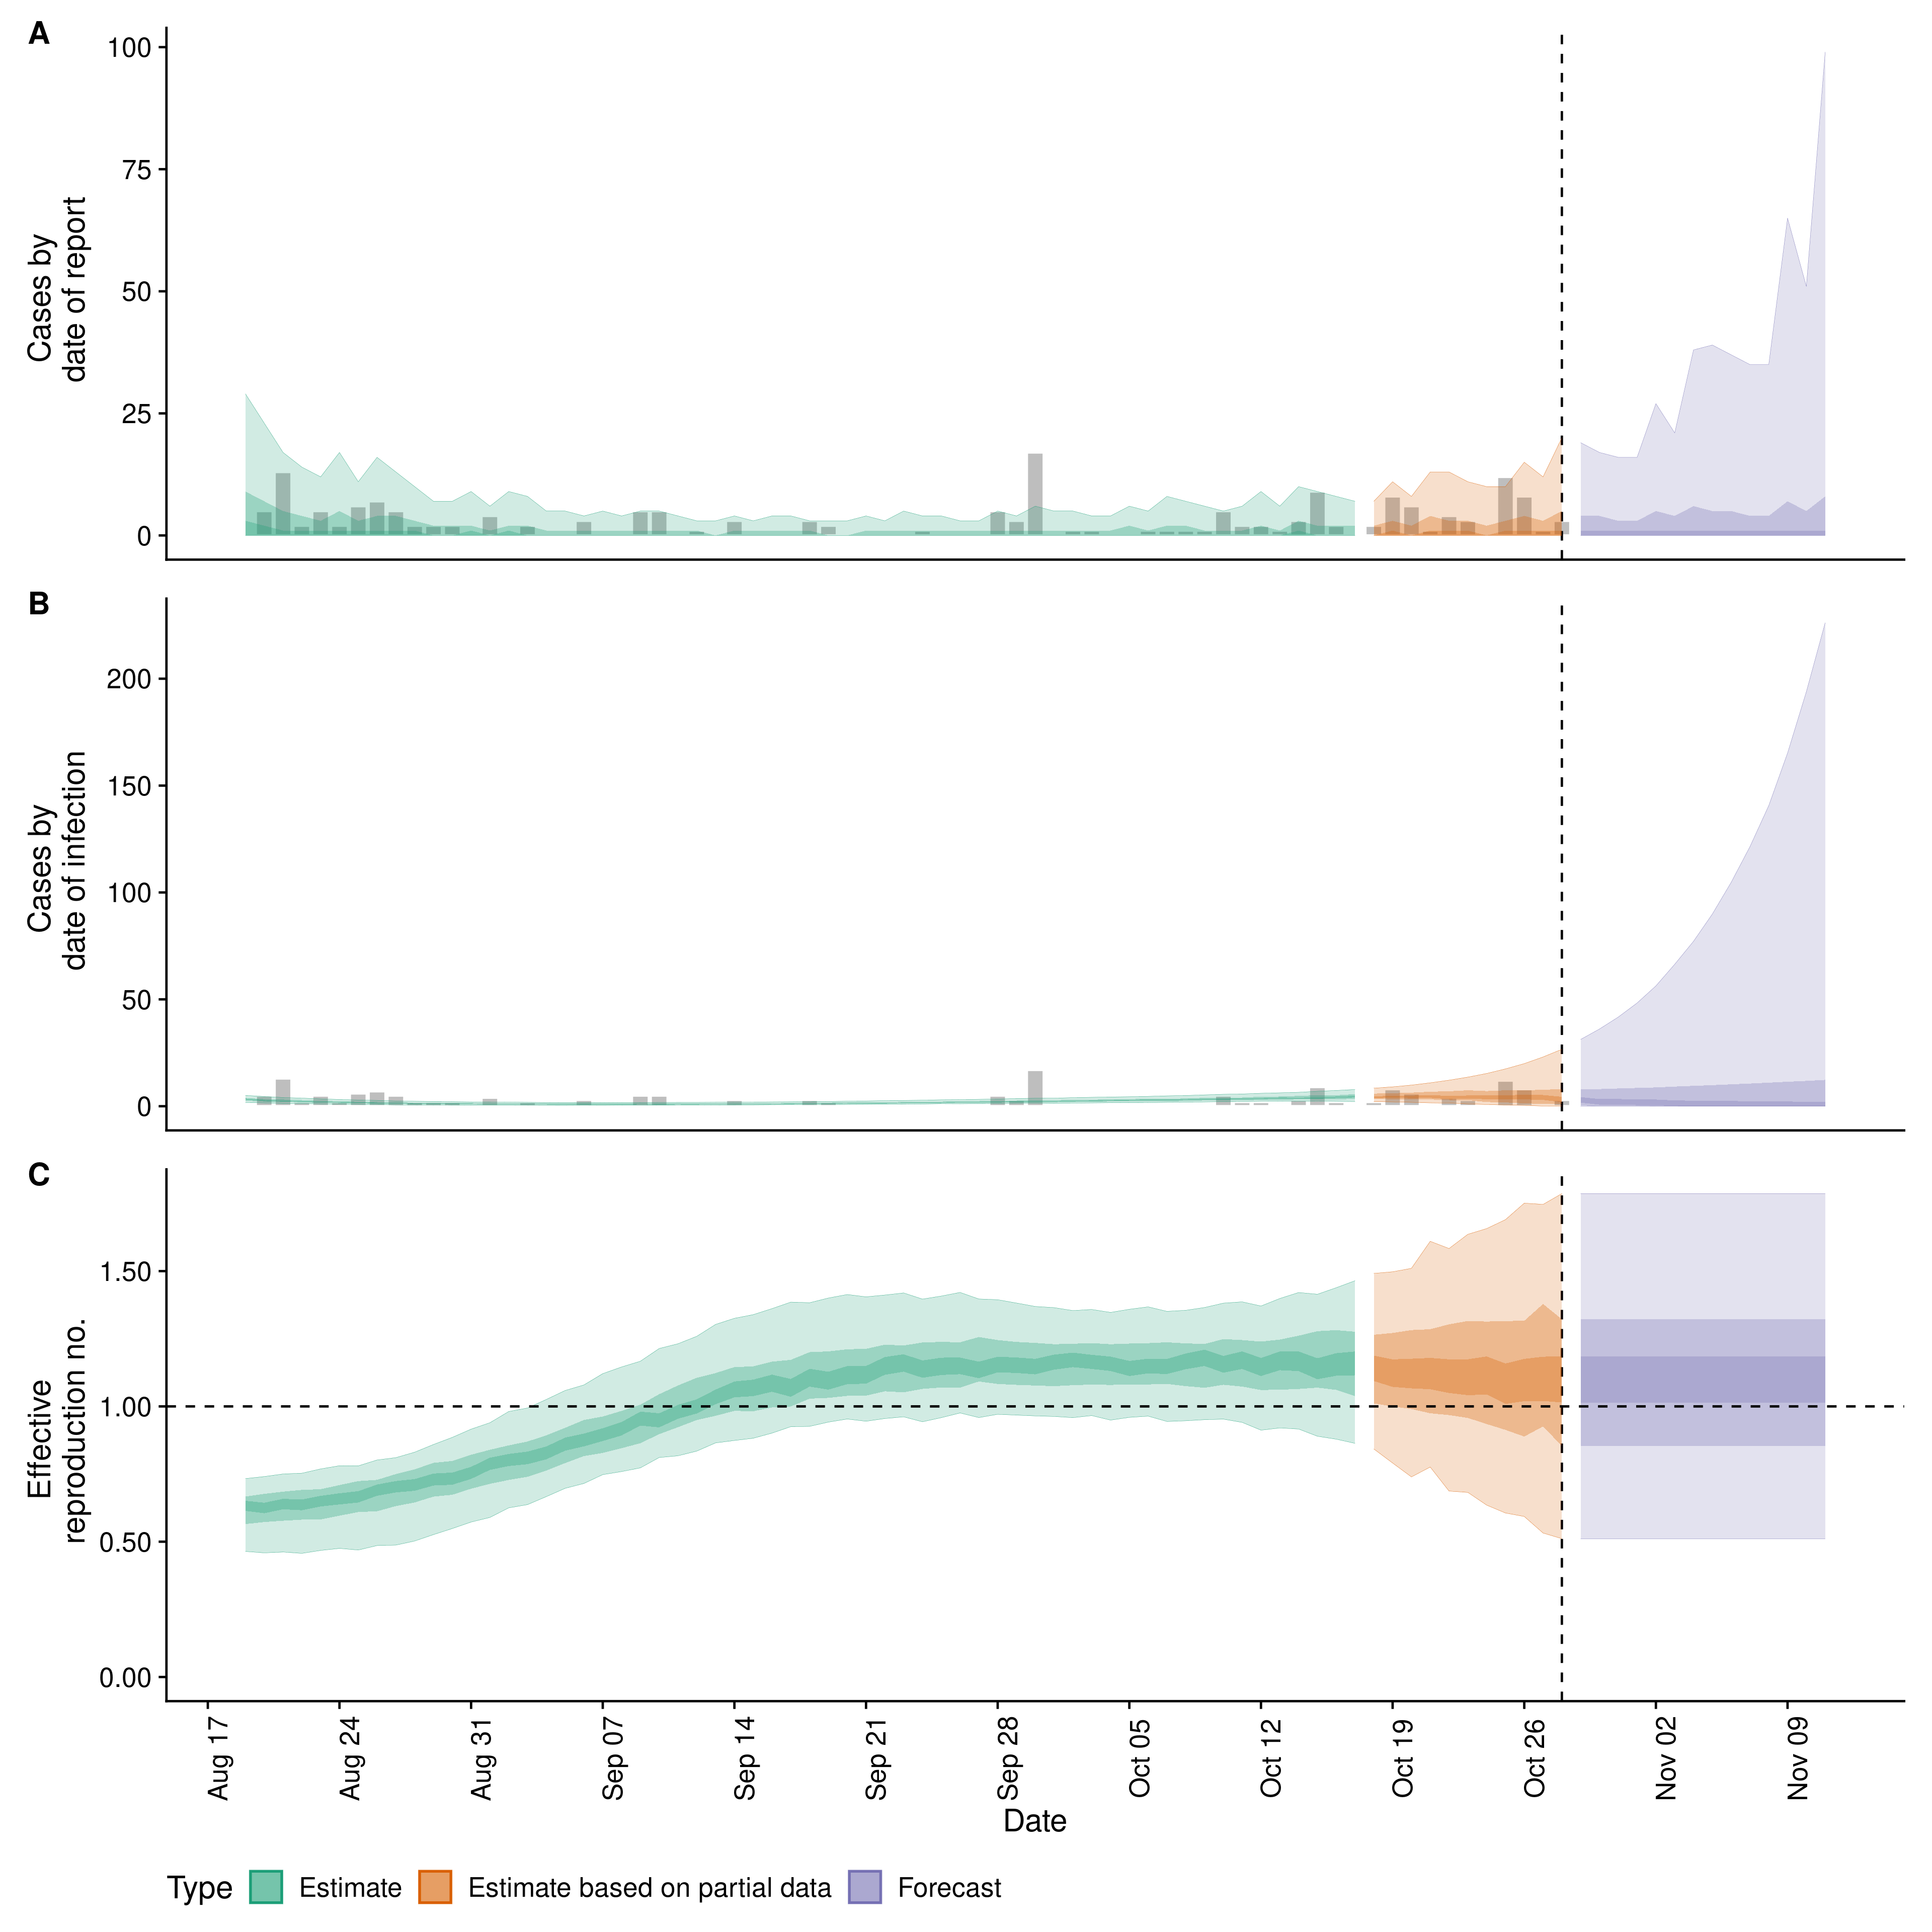 A
100
75
50
25
0
Cases by
date of report
B
200
150
100
50
0
Cases by
date of infection
C
1.50
1.00
0.50
0.00
Effective
reproduction no.
Aug 17
Aug 24
Aug 31
Sep 07
Sep 14
Sep 21
Sep 28
Oct 05
Oct 12
Oct 19
Oct 26
Nov 02
Nov 09
Date
Type Estimate Estimate based on partial data Forecast